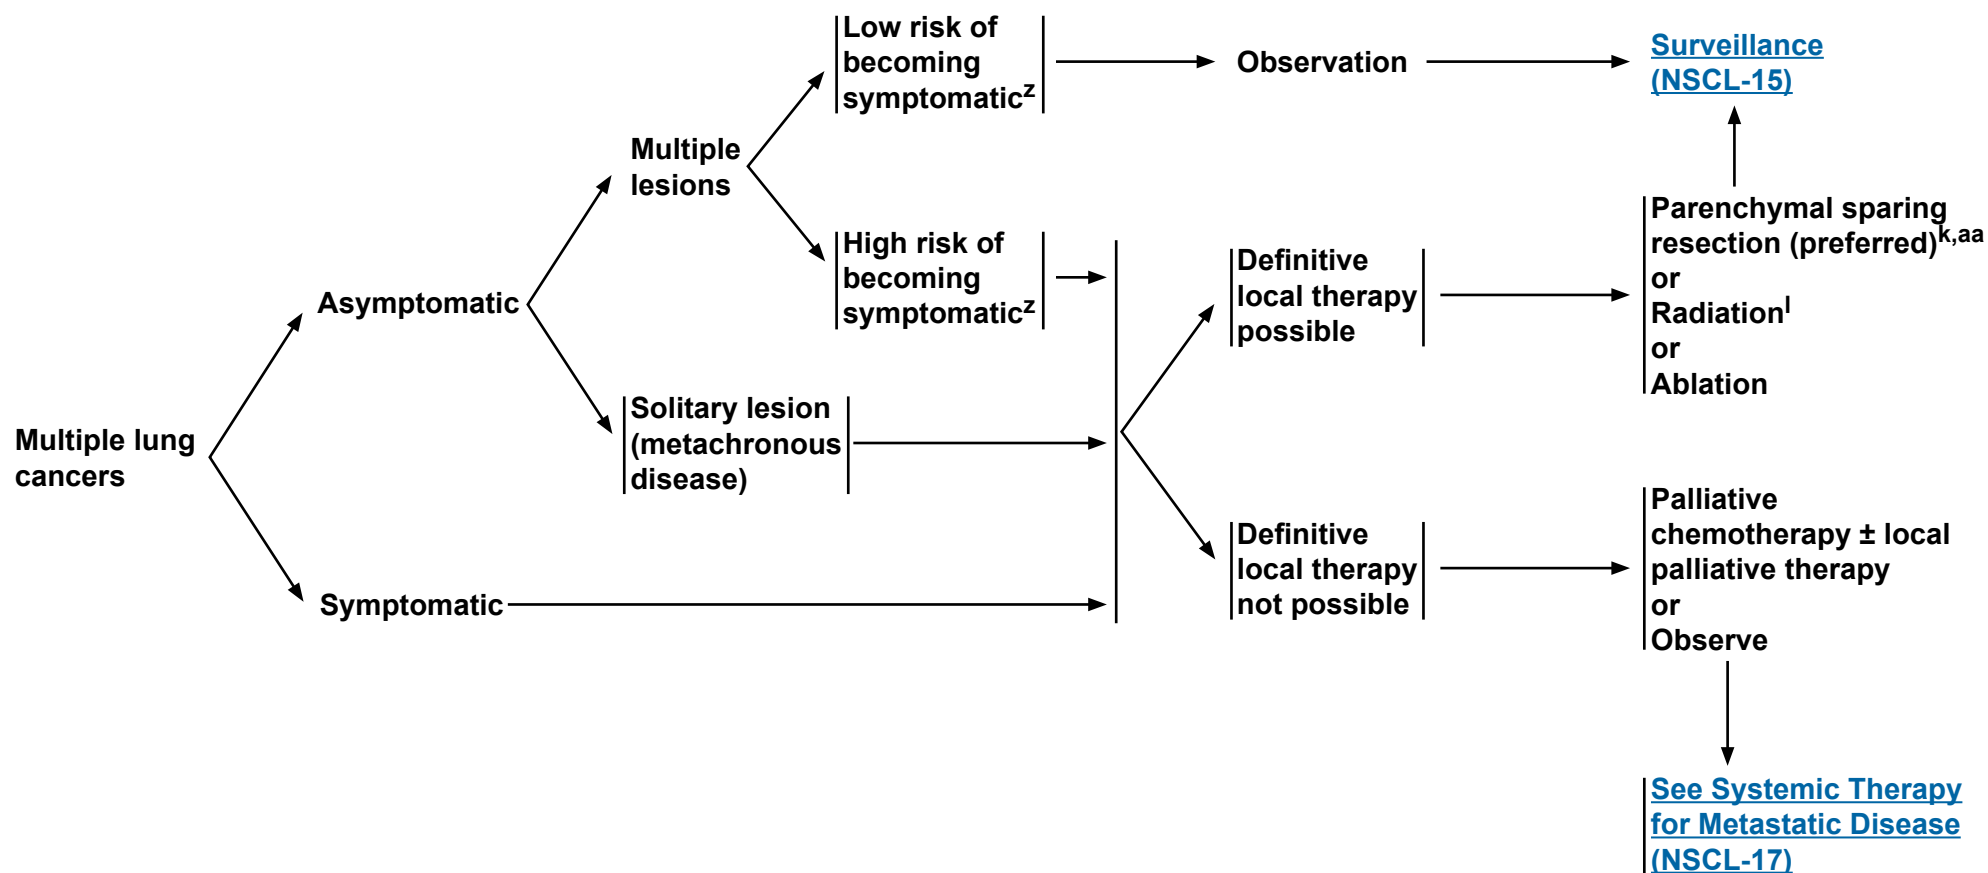 Multiple lung
cancers
Asymptomatic
Symptomatic
Multiple
lesions
Solitary lesion
(metachronous
disease)
Low risk of
becoming
symptomaticᶻ
High risk of
becoming
symptomaticᶻ
Observation
Definitive
local therapy
possible
Definitive
local therapy
not possible
Surveillance
(NSCL-15)
Parenchymal sparing
resection (preferred)ᵏ,ᵃᵃ
or
Radiationˡ
or
Ablation
Palliative
chemotherapy ± local
palliative therapy
or
Observe
See Systemic Therapy
for Metastatic Disease
(NSCL-17)